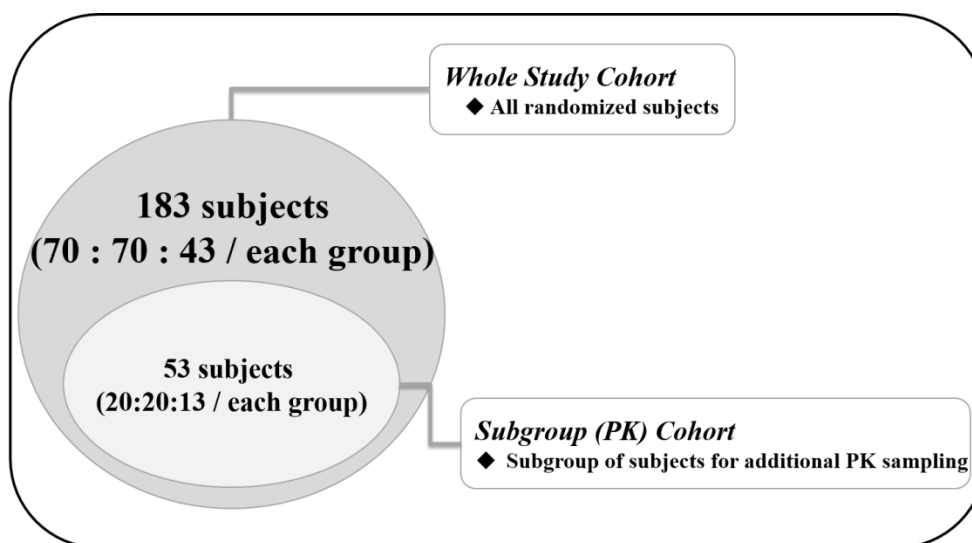 Whole Study Cohort
◆ All randomized subjects
183 subjects
(70 : 70 : 43 / each group)
53 subjects
(20:20:13 / each group)
Subgroup (PK) Cohort
◆ Subgroup of subjects for additional PK sampling